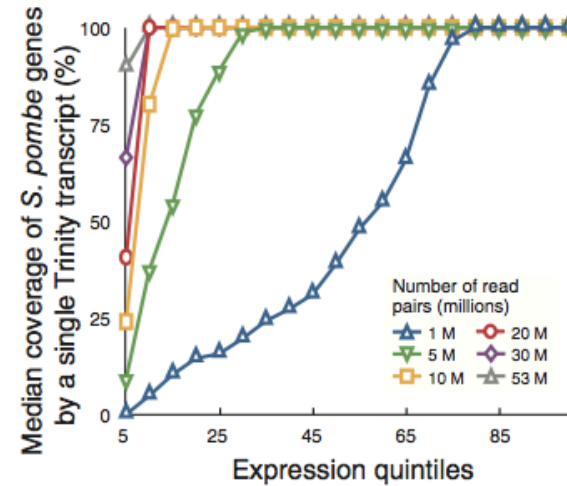 Median coverage of S. pombe genes
by a single Trinity transcript (%)
100
75
50
25
0
5
25
45
65
85
Expression quintiles
Number of read
pairs (millions)
1 M
20 M
5 M
30 M
10 M
53 M